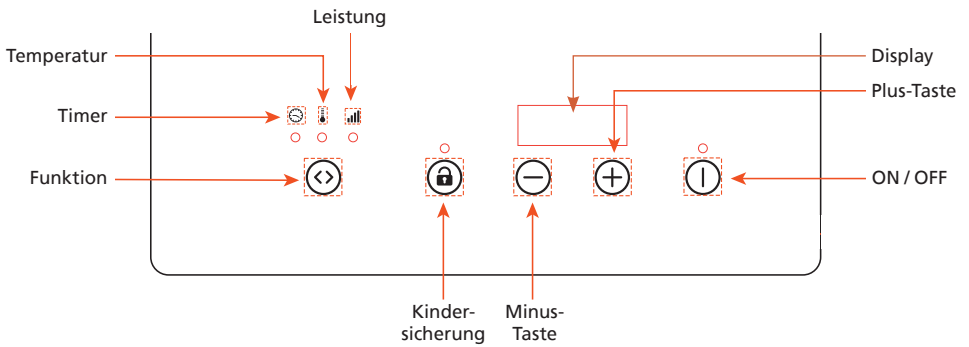 Leistung
Temperatur
Display
Plus-Taste
Timer
Funktion
ON / OFF
Kinder-
sicherung
Minus-
Taste